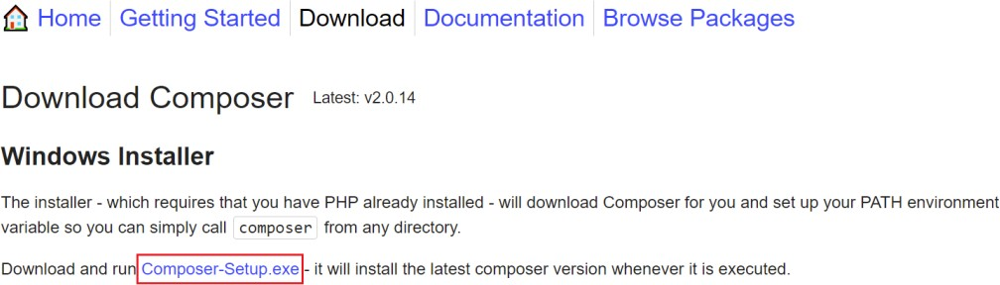 Home Getting Started Download Documentation Browse Packages
Download Composer Latest: v2.0.14
Windows Installer
The installer - which requires that you have PHP already installed - will download Composer for you and set up your PATH environment
variable so you can simply call composer from any directory.
Download and run Composer-Setup.exe - it will install the latest composer version whenever it is executed.